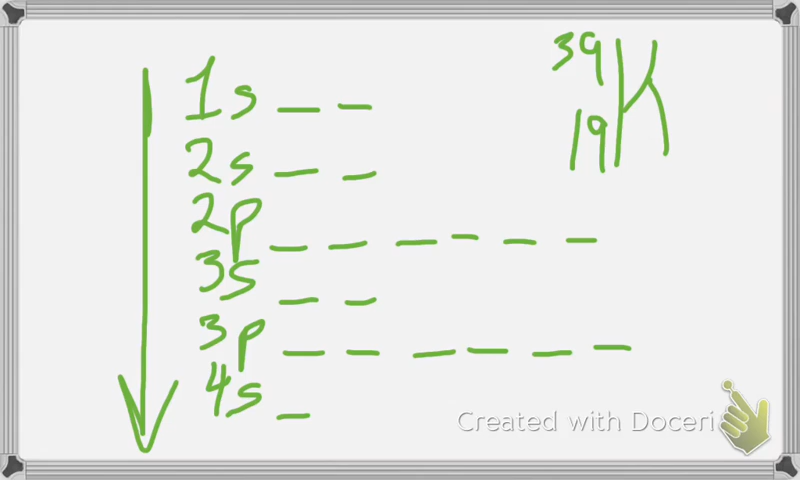 1s _ _
2s _ _
2p _ _ _ _ _ _
3s _ _
3p _ _ _ _ _ _
4s _
39
19 K
Created with Doceri